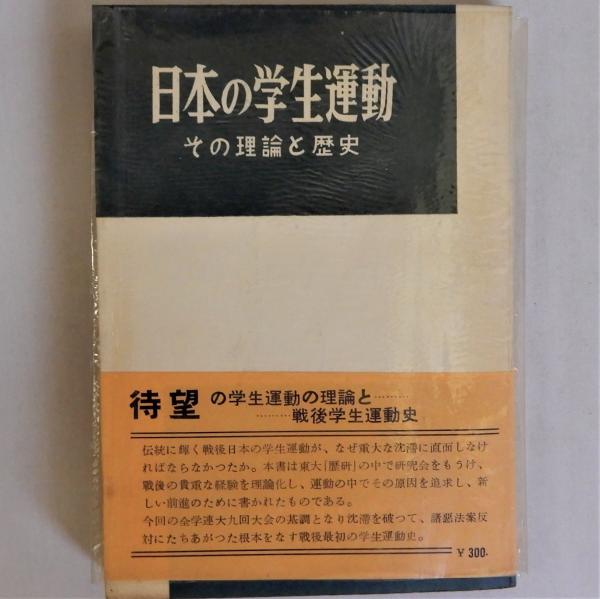 日本の学生運動
その理論と歴史
待望の学生運動の理論と………
………戦後学生運動史
伝統に輝く戦後日本の学生運動が、なぜ重大な沈滞に直面しなけ
ればならなかつたか。本書は東大「歴研」の中で研究会をもうけ、
戦後の貴重な経験を理論化し、運動の中でその原因を追求し、新
しい前進のために書かれたものである。
今回の全学連大九回大会の基調となり沈滞を破つて、諸悪法案反
対にたちあがつた根本をなす戦後最初の学生運動史。
¥300.